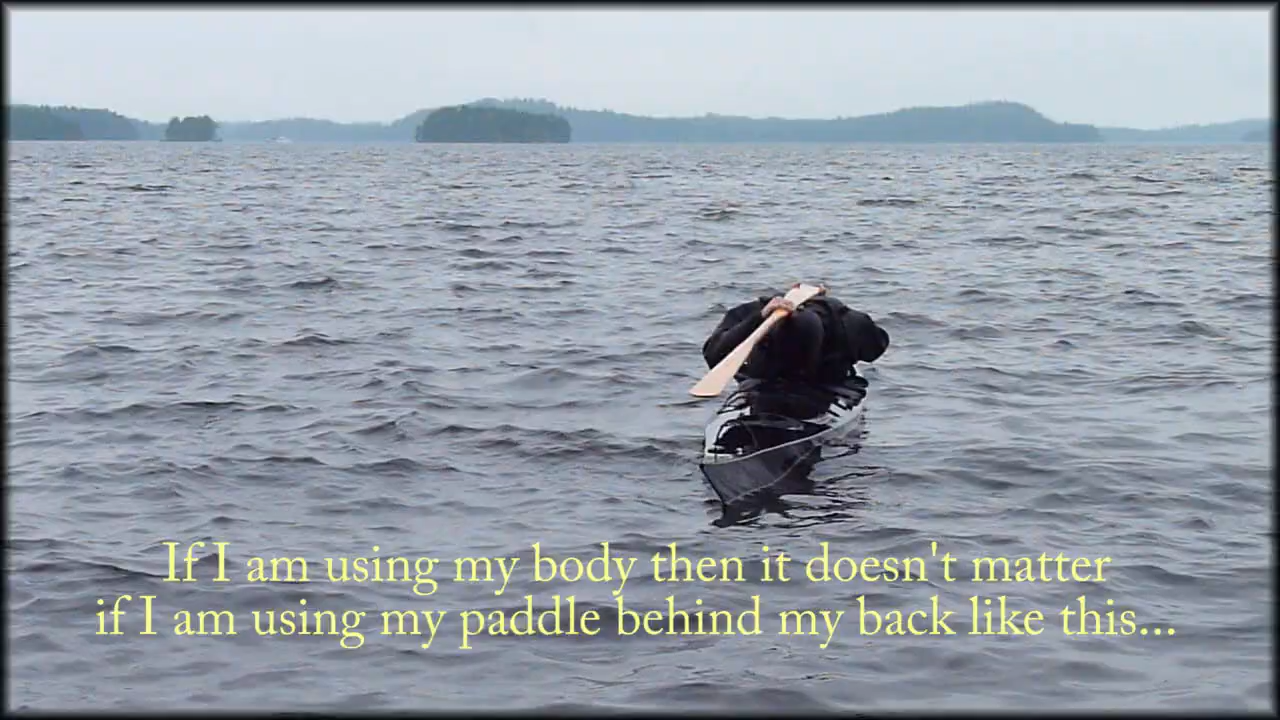 If I am using my body then it doesn't matter
if I am using my paddle behind my back like this...